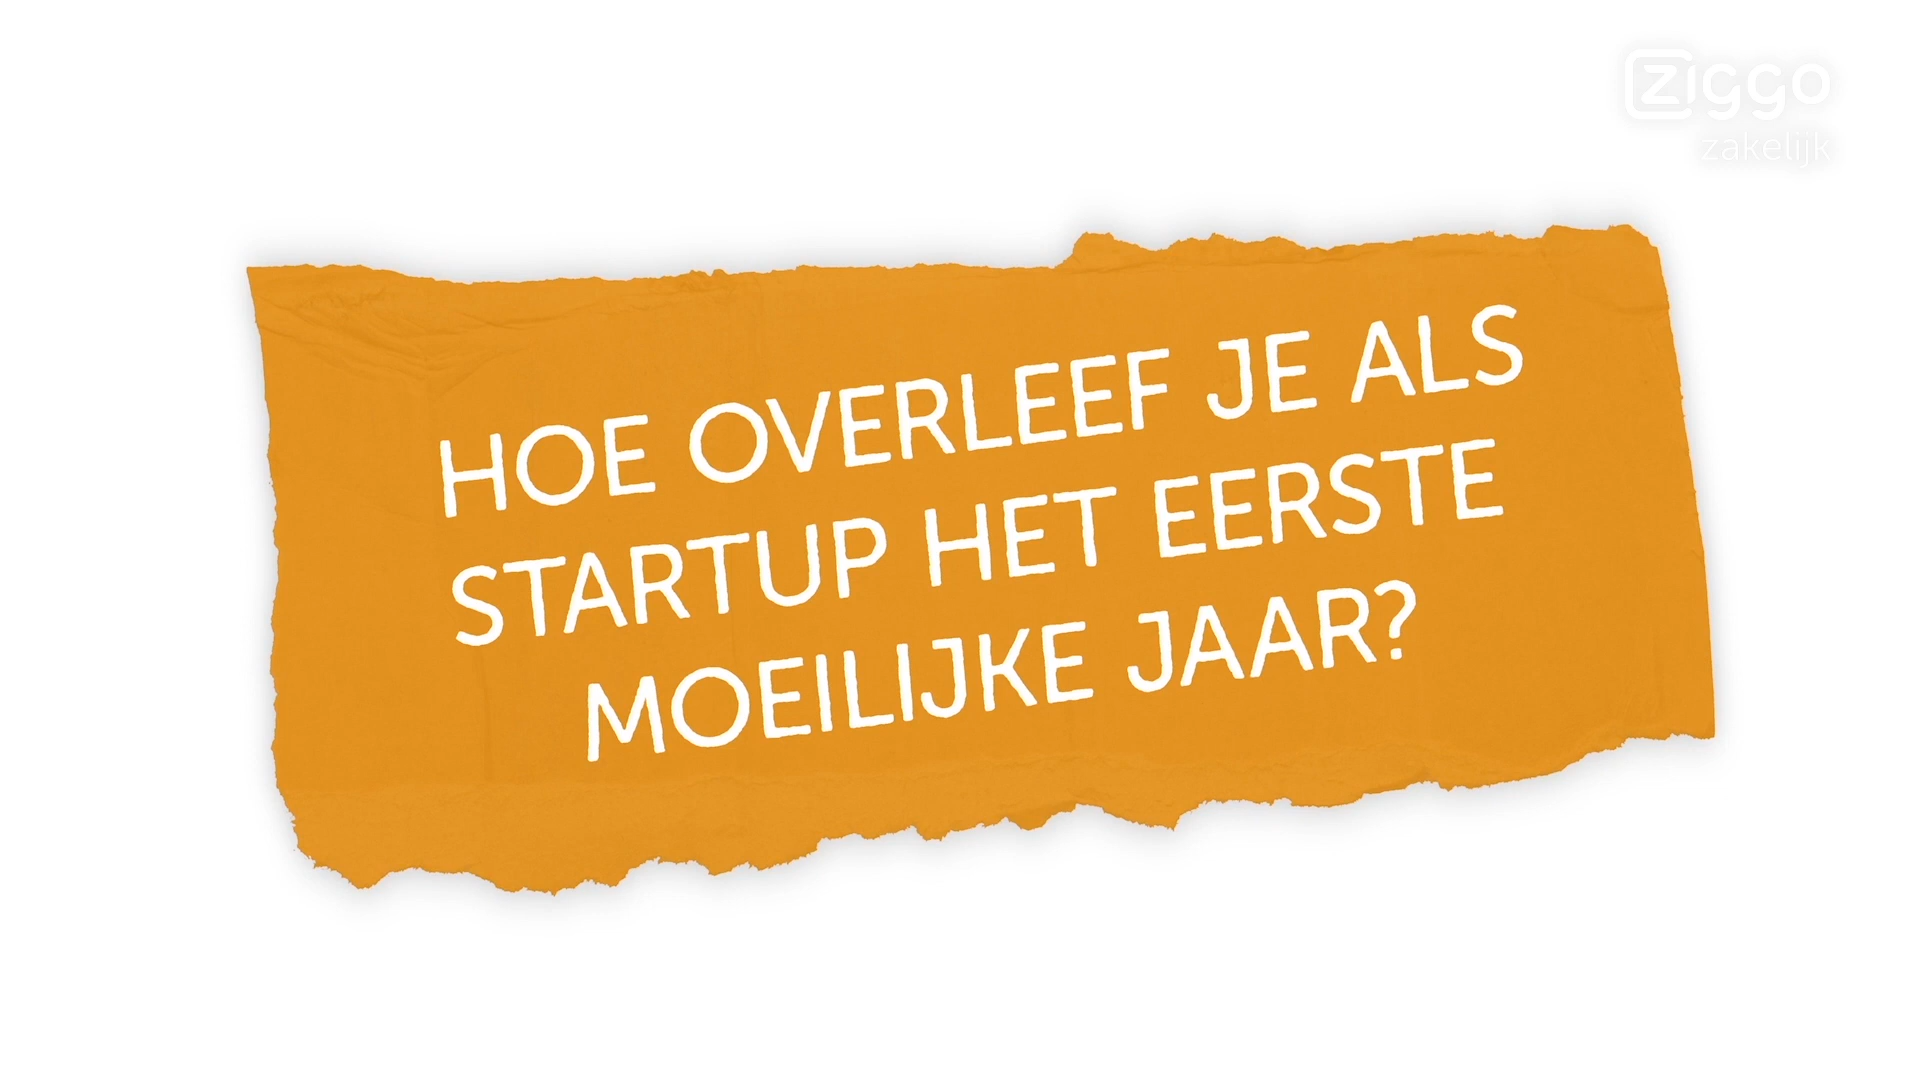 ziggo
zakelijk
HOE OVERLEEF JE ALS
STARTUP HET EERSTE
MOEILIJKE JAAR?